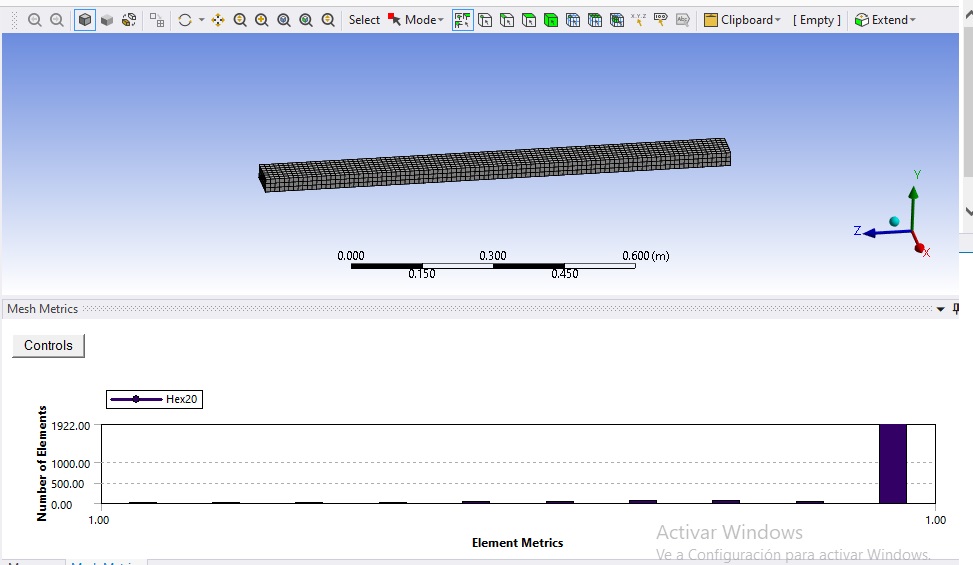 Select Mode X,Y,Z Clipboard [ Empty ] Extend
Y
Z
X
0.000 0.300 0.600 (m)
0.150 0.450
Mesh Metrics
Controls
Hex20
Number of Elements
1922.00
1000.00
500.00
0.00
1.00 1.00
Element Metrics
Activar Windows
Ve a Configuración para activar Windows.